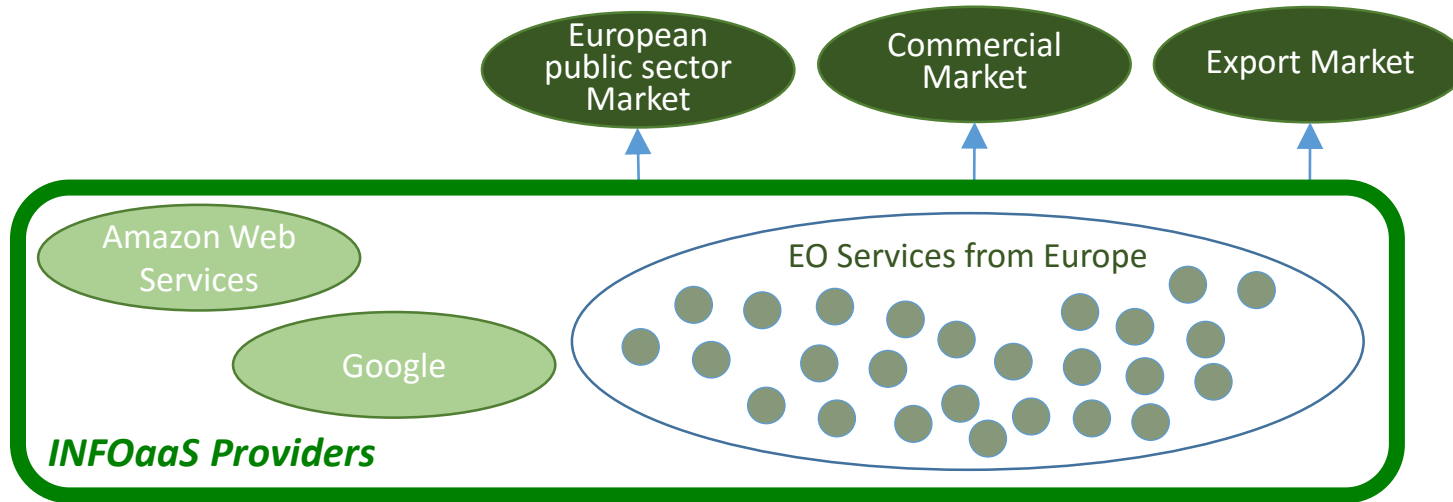 European
public sector
Market
Commercial
Market
Export Market
Amazon Web
Services
EO Services from Europe
Google
INFOaaS Providers